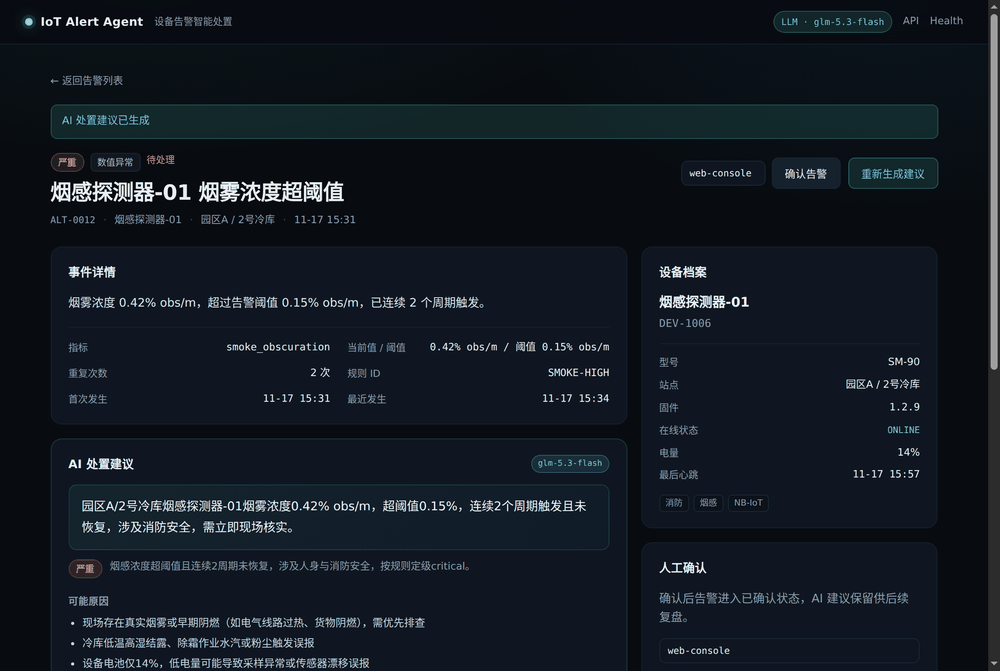 IoT Alert Agent 设备告警智能处置 LLM · glm-5.3-flash API Health
← 返回告警列表
AI 处置建议已生成
严重 数值异常 待处理
烟感探测器-01 烟雾浓度超阈值
ALT-0012 · 烟感探测器-01 · 园区A / 2号冷库 · 11-17 15:31
web-console 确认告警 重新生成建议
事件详情
烟雾浓度 0.42% obs/m，超过告警阈值 0.15% obs/m，已连续 2 个周期触发。
指标 smoke_obscuration 当前值 / 阈值 0.42% obs/m / 阈值 0.15% obs/m
重复次数 2 次 规则 ID SMOKE-HIGH
首次发生 11-17 15:31 最近发生 11-17 15:34
AI 处置建议 glm-5.3-flash
园区A/2号冷库烟感探测器-01烟雾浓度0.42% obs/m，超阈值0.15%，连续2个周期触发且未
恢复，涉及消防安全，需立即现场核实。
严重 烟感浓度超阈值且连续2周期未恢复，涉及人身与消防安全，按规则定级critical。
可能原因
• 现场存在真实烟雾或早期阴燃（如电气线路过热、货物阴燃），需优先排查
• 冷库低温高湿结露、除霜作业水汽或粉尘触发误报
• 设备电池仅14%，低电量可能导致采样异常或传感器漂移误报
设备档案
烟感探测器-01
DEV-1006
型号 SM-90
站点 园区A / 2号冷库
固件 1.2.9
在线状态 ONLINE
电量 14%
最后心跳 11-17 15:57
消防 烟感 NB-IoT
人工确认
确认后告警进入已确认状态，AI 建议保留供后续
复盘。
web-console